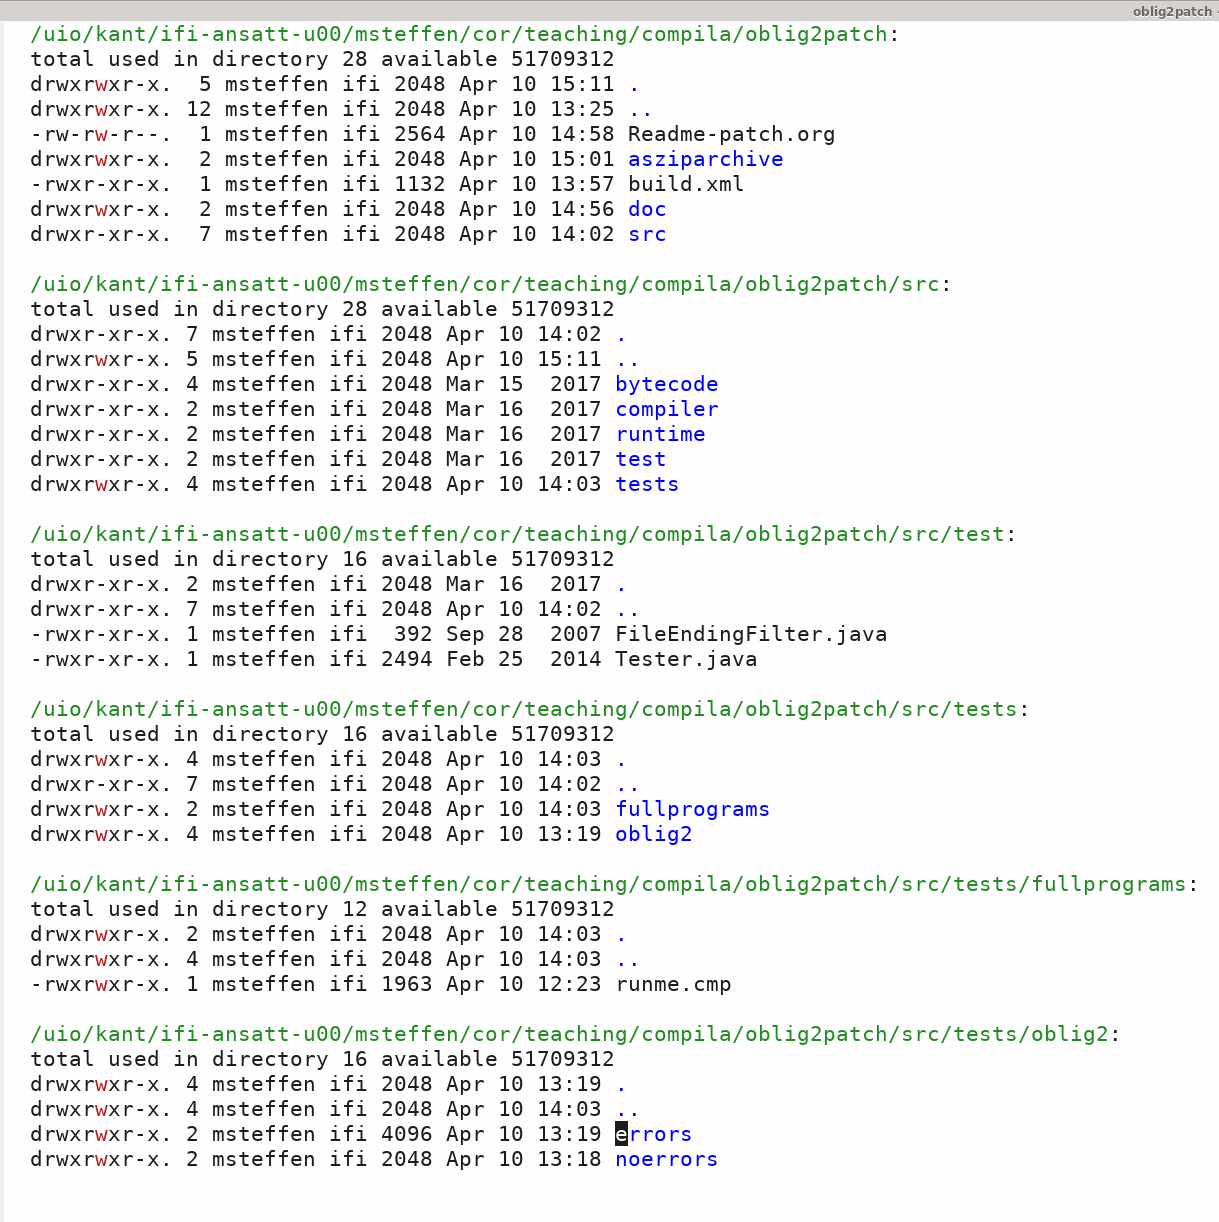 oblig2patch -
/uio/kant/ifi-ansatt-u00/msteffen/cor/teaching/compila/oblig2patch:
total used in directory 28 available 51709312
drwxrwxr-x.  5 msteffen ifi 2048 Apr 10 15:11 .
drwxrwxr-x. 12 msteffen ifi 2048 Apr 10 13:25 ..
-rw-rw-r--.  1 msteffen ifi 2564 Apr 10 14:58 Readme-patch.org
drwxrwxr-x.  2 msteffen ifi 2048 Apr 10 15:01 asziparchive
-rwxr-xr-x.  1 msteffen ifi 1132 Apr 10 13:57 build.xml
drwxrwxr-x.  2 msteffen ifi 2048 Apr 10 14:56 doc
drwxr-xr-x.  7 msteffen ifi 2048 Apr 10 14:02 src
/uio/kant/ifi-ansatt-u00/msteffen/cor/teaching/compila/oblig2patch/src:
total used in directory 28 available 51709312
drwxr-xr-x. 7 msteffen ifi 2048 Apr 10 14:02 .
drwxrwxr-x. 5 msteffen ifi 2048 Apr 10 15:11 ..
drwxr-xr-x. 4 msteffen ifi 2048 Mar 15  2017 bytecode
drwxr-xr-x. 2 msteffen ifi 2048 Mar 16  2017 compiler
drwxr-xr-x. 2 msteffen ifi 2048 Mar 16  2017 runtime
drwxr-xr-x. 2 msteffen ifi 2048 Mar 16  2017 test
drwxrwxr-x. 4 msteffen ifi 2048 Apr 10 14:03 tests
/uio/kant/ifi-ansatt-u00/msteffen/cor/teaching/compila/oblig2patch/src/test:
total used in directory 16 available 51709312
drwxr-xr-x. 2 msteffen ifi 2048 Mar 16  2017 .
drwxr-xr-x. 7 msteffen ifi 2048 Apr 10 14:02 ..
-rwxr-xr-x. 1 msteffen ifi  392 Sep 28  2007 FileEndingFilter.java
-rwxr-xr-x. 1 msteffen ifi 2494 Feb 25  2014 Tester.java
/uio/kant/ifi-ansatt-u00/msteffen/cor/teaching/compila/oblig2patch/src/tests:
total used in directory 16 available 51709312
drwxrwxr-x. 4 msteffen ifi 2048 Apr 10 14:03 .
drwxr-xr-x. 7 msteffen ifi 2048 Apr 10 14:02 ..
drwxrwxr-x. 2 msteffen ifi 2048 Apr 10 14:03 fullprograms
drwxrwxr-x. 4 msteffen ifi 2048 Apr 10 13:19 oblig2
/uio/kant/ifi-ansatt-u00/msteffen/cor/teaching/compila/oblig2patch/src/tests/fullprograms:
total used in directory 12 available 51709312
drwxrwxr-x. 2 msteffen ifi 2048 Apr 10 14:03 .
drwxrwxr-x. 4 msteffen ifi 2048 Apr 10 14:03 ..
-rwxrwxr-x. 1 msteffen ifi 1963 Apr 10 12:23 runme.cmp
/uio/kant/ifi-ansatt-u00/msteffen/cor/teaching/compila/oblig2patch/src/tests/oblig2:
total used in directory 16 available 51709312
drwxrwxr-x. 4 msteffen ifi 2048 Apr 10 13:19 .
drwxrwxr-x. 4 msteffen ifi 2048 Apr 10 14:03 ..
drwxrwxr-x. 2 msteffen ifi 4096 Apr 10 13:19 errors
drwxrwxr-x. 2 msteffen ifi 2048 Apr 10 13:18 noerrors